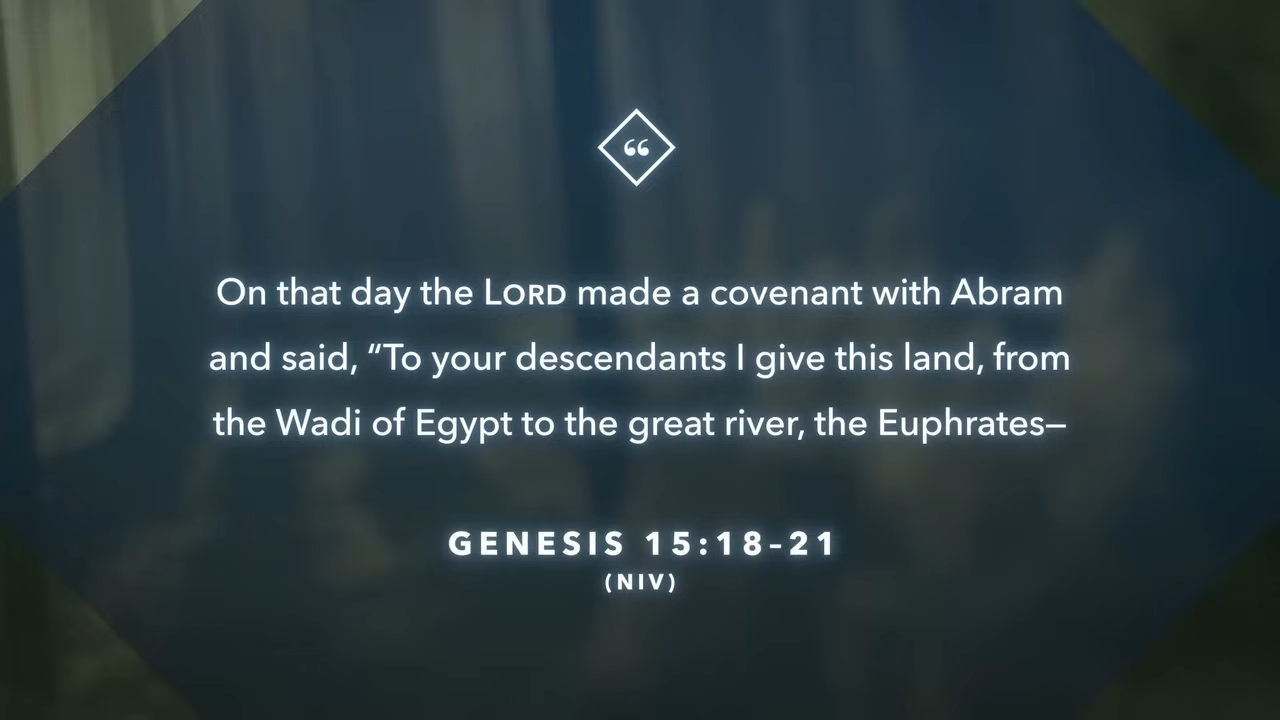 “
On that day the LORD made a covenant with Abram
and said, “To your descendants I give this land, from
the Wadi of Egypt to the great river, the Euphrates—
GENESIS 15:18–21
(NIV)